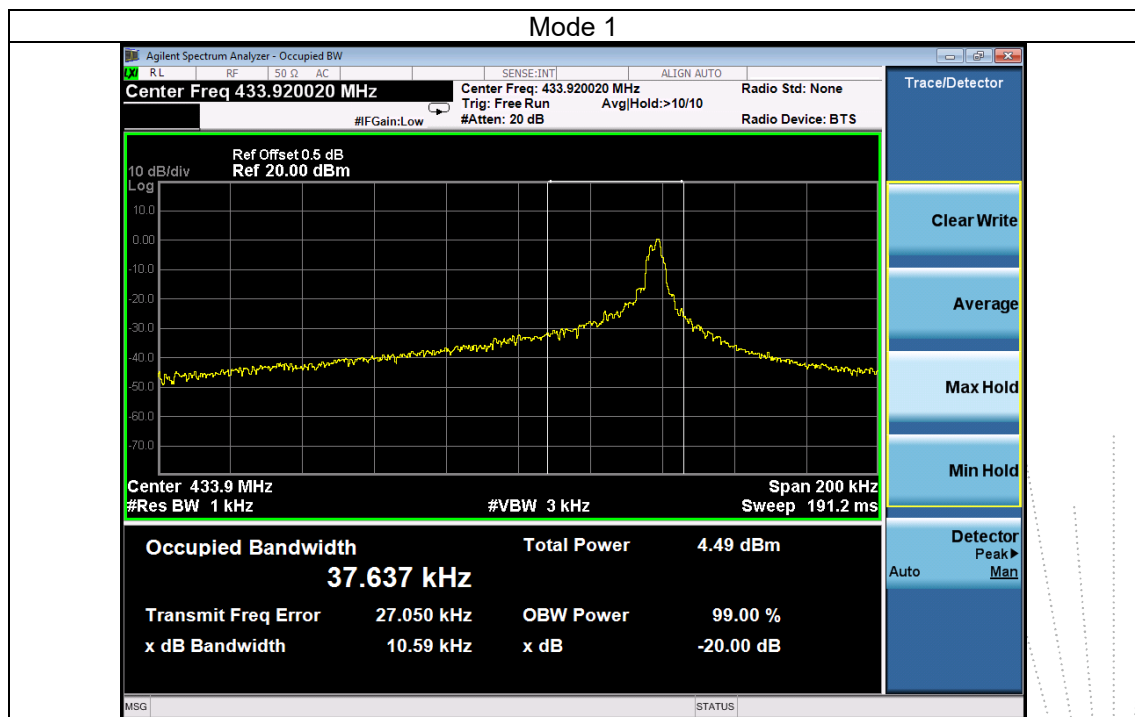 Mode 1
Agilent Spectrum Analyzer - Occupied BW
LXI RL RF 50 Ω AC SENSE:INT ALIGN AUTO
Center Freq 433.920020 MHz
Center Freq: 433.920020 MHz Radio Std: None
Trig: Free Run Avg|Hold:>10/10
#IFGain:Low #Atten: 20 dB Radio Device: BTS
Ref Offset 0.5 dB
10 dB/div Ref 20.00 dBm
Log
10.0
0.00
-10.0
-20.0
-30.0
-40.0
-50.0
-60.0
-70.0
Center 433.9 MHz Span 200 kHz
#Res BW 1 kHz #VBW 3 kHz Sweep 191.2 ms
Occupied Bandwidth Total Power 4.49 dBm
37.637 kHz
Transmit Freq Error 27.050 kHz OBW Power 99.00 %
x dB Bandwidth 10.59 kHz x dB -20.00 dB
MSG STATUS
Trace/Detector
Clear Write
Average
Max Hold
Min Hold
Detector
Peak▶
Auto Man